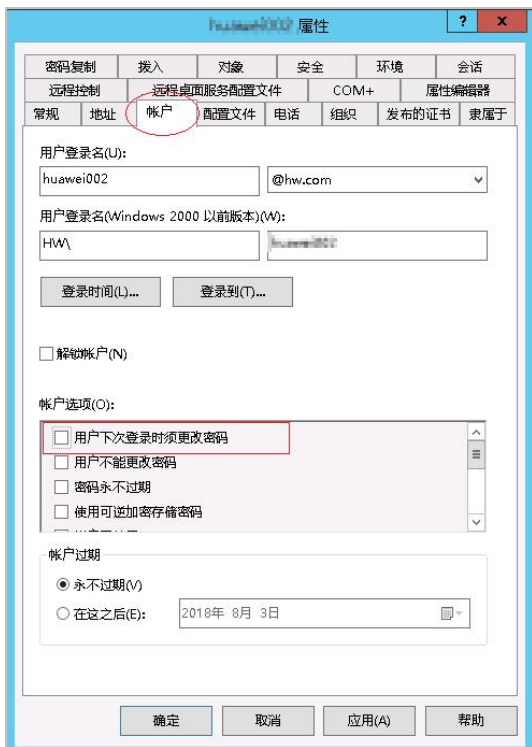 属性
? x
密码复制 拨入 对象 安全 环境 会话
远程控制 远程桌面服务配置文件 COM+ 属性编辑器
常规 地址 帐户 配置文件 电话 组织 发布的证书 隶属于
用户登录名(U):
huawei002 @hw.com
用户登录名(Windows 2000 以前版本)(W):
HW\
登录时间(L)... 登录到(T)...
解锁帐户(N)
帐户选项(O):
用户下次登录时须更改密码
用户不能更改密码
密码永不过期
使用可逆加密存储密码
帐户过期
永不过期(V)
在这之后(E): 2018年 8月 3日
确定 取消 应用(A) 帮助